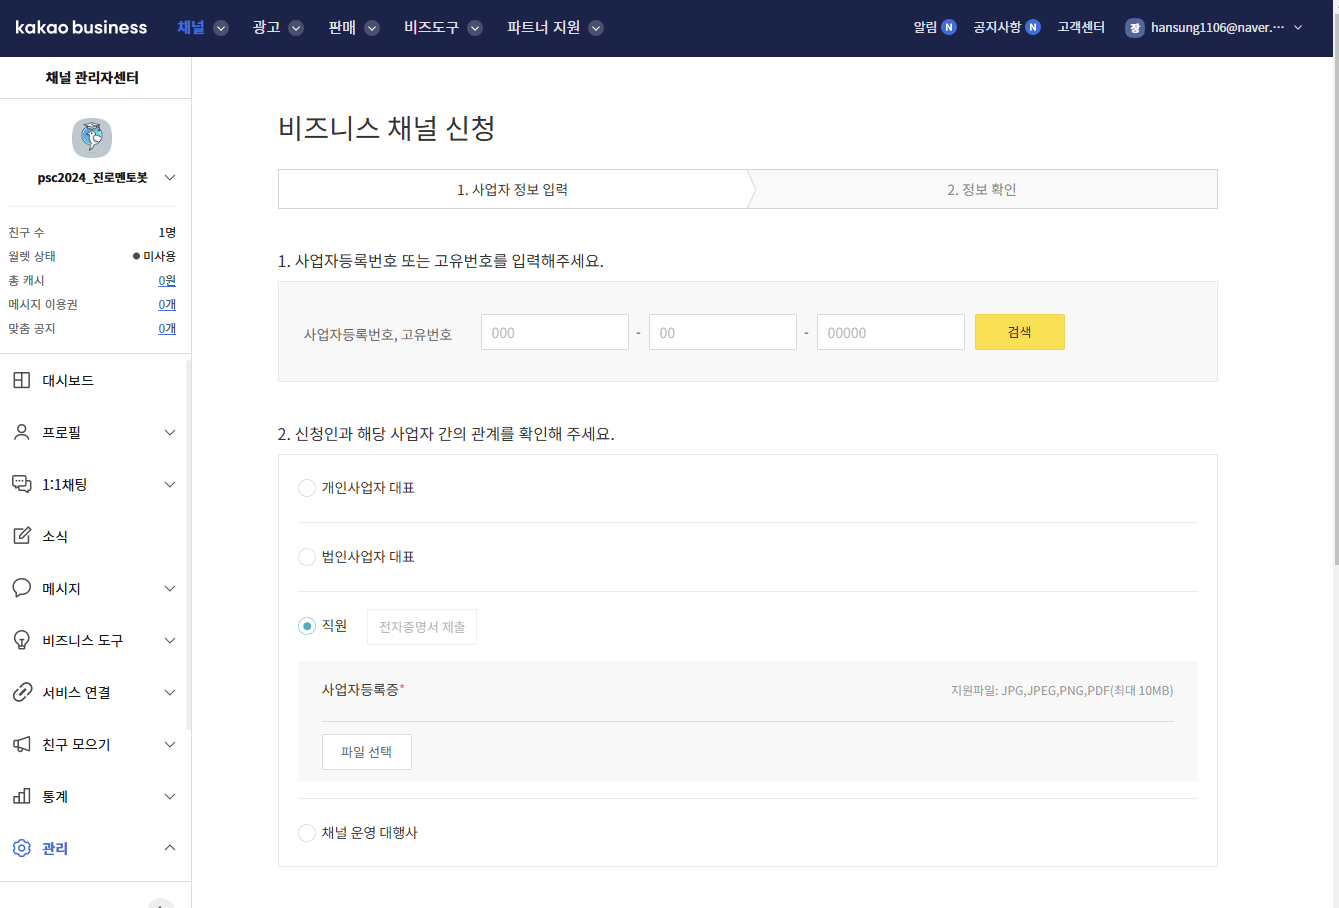 kakao business
채널
광고
판매
비즈도구
파트너 지원
알림 N
공지사항 N
고객센터
광 hansung1106@naver.···
채널 관리자센터
psc2024_진로멘토봇
친구 수 1명
월렛 상태 미사용
총 캐시 0원
메시지 이용권 0개
맞춤 공지 0개
대시보드
프로필
1:1채팅
소식
메시지
비즈니스 도구
서비스 연결
친구 모으기
통계
관리
비즈니스 채널 신청
1. 사업자 정보 입력
2. 정보 확인
1. 사업자등록번호 또는 고유번호를 입력해주세요.
사업자등록번호, 고유번호 000 - 00 - 00000 검색
2. 신청인과 해당 사업자 간의 관계를 확인해 주세요.
개인사업자 대표
법인사업자 대표
직원 전자증명서 제출
사업자등록증* 지원파일: JPG,JPEG,PNG,PDF(최대 10MB)
파일 선택
채널 운영 대행사